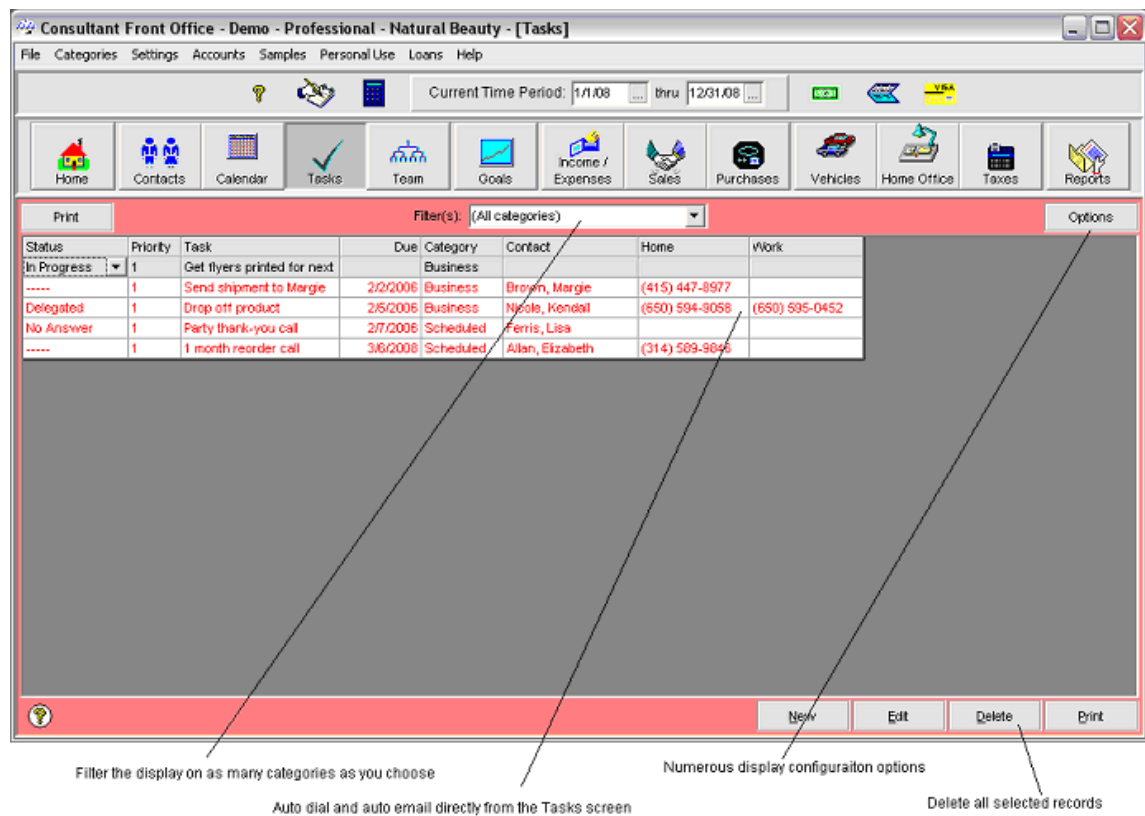 Consultant Front Office - Demo - Professional - Natural Beauty - [Tasks]
File Categories Settings Accounts Samples Personal Use Loans Help
Current Time Period: 1/1/08 ... thru 12/31/08 ... VISA
Home Contacts Calendar Tasks Team Goals Income / Expenses Sales Purchases Vehicles Home Office Taxes Reports
Print Filter(s): (All categories) Options
Status Priority Task Due Category Contact Home Work
In Progress 1 Get flyers printed for next Business
----- 1 Send shipment to Margie 2/2/2006 Business Brown, Margie (415) 447-8977
Delegated 1 Drop off product 2/5/2006 Business Nicole, Kendall (650) 594-9058 (650) 595-0452
No Answer 1 Party thank-you call 2/7/2006 Scheduled Ferris, Lisa
----- 1 1 month reorder call 3/6/2008 Scheduled Allan, Elizabeth (314) 589-9846
New Edit Delete Print
Filter the display on as many categories as you choose
Numerous display configuraiton options
Auto dial and auto email directly from the Tasks screen
Delete all selected records